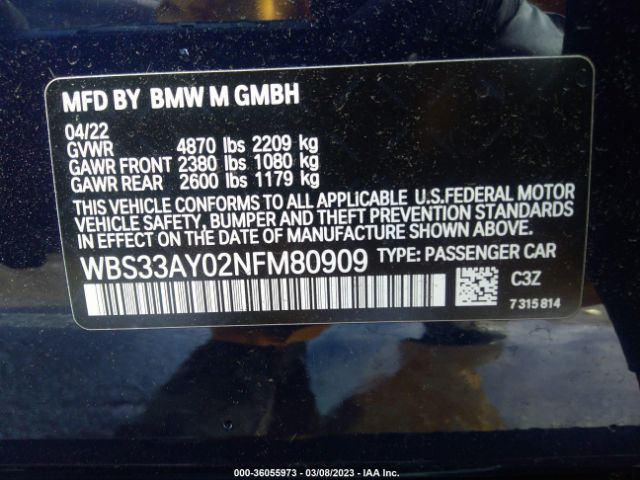 MFD BY BMW M GMBH
04/22
GVWR 4870 lbs 2209 kg
GAWR FRONT 2380 lbs 1080 kg
GAWR REAR 2600 lbs 1179 kg
THIS VEHICLE CONFORMS TO ALL APPLICABLE U.S.FEDERAL MOTOR
VEHICLE SAFETY, BUMPER AND THEFT PREVENTION STANDARDS
IN EFFECT ON THE DATE OF MANUFACTURE SHOWN ABOVE.
WBS33AY02NFM80909 TYPE: PASSENGER CAR
C3Z
7315814
000-36055973 - 03/08/2023 - IAA Inc.